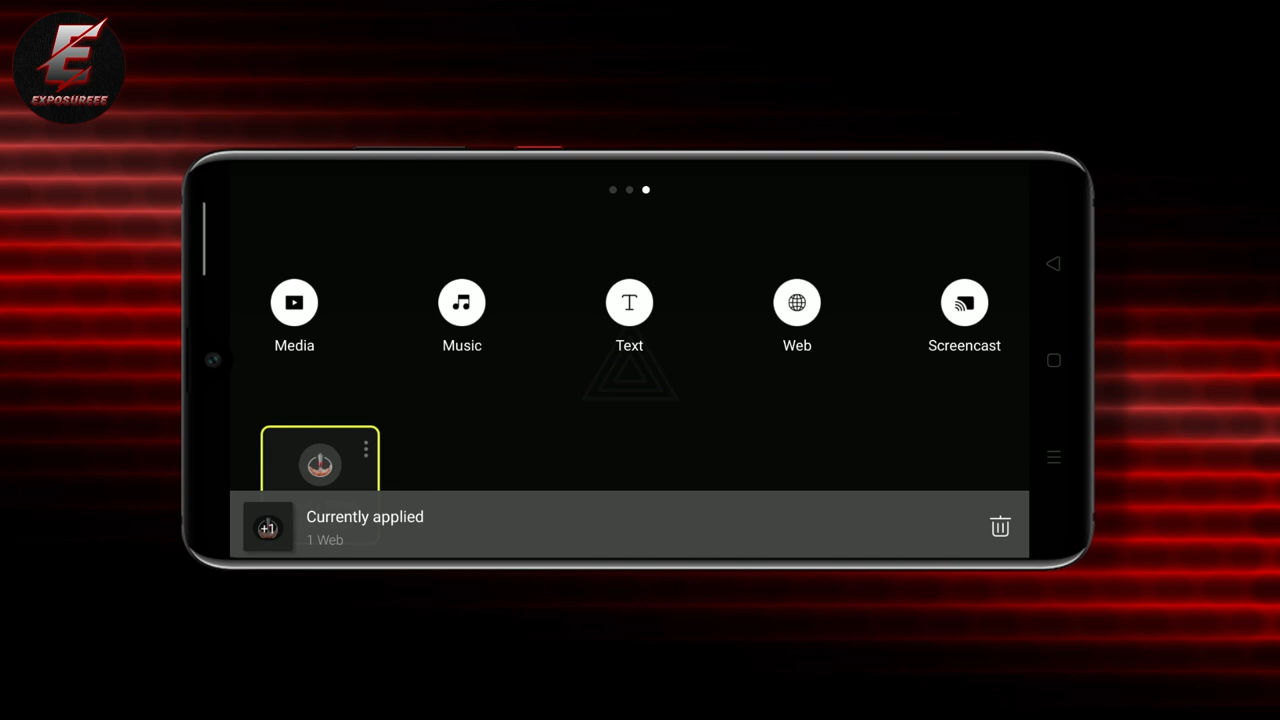 E
EXPOSUREEE
Media
Music
Text
Web
Screencast
+1
Currently applied
1 Web